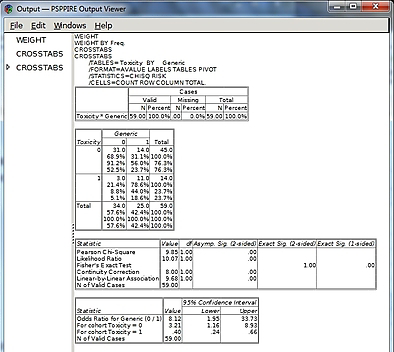 Output — PSPPIRE Output Viewer
File Edit Windows Help
WEIGHT
CROSSTABS
CROSSTABS
WEIGHT
WEIGHT BY Freq.
CROSSTABS
CROSSTABS
/TABLES= Toxicity BY Generic
/FORMAT=AVALUE LABELS TABLES PIVOT
/STATISTICS=CHISQ RISK
/CELLS=COUNT ROW COLUMN TOTAL.
Cases
Valid Missing Total
N Percent N Percent N Percent
Toxicity * Generic 59.00 100.0% .00 0.0% 59.00 100.0%
Generic
Toxicity 0 1 Total
0 31.0 14.0 45.0
68.9% 31.1% 100.0%
91.2% 56.0% 76.3%
52.5% 23.7% 76.3%
1 3.0 11.0 14.0
21.4% 78.6% 100.0%
8.8% 44.0% 23.7%
5.1% 18.6% 23.7%
Total 34.0 25.0 59.0
57.6% 42.4% 100.0%
100.0% 100.0% 100.0%
57.6% 42.4% 100.0%
Statistic Value df Asymp. Sig. (2-sided) Exact Sig. (2-sided) Exact Sig. (1-sided)
Pearson Chi-Square 9.85 1.00 .00
Likelihood Ratio 10.07 1.00 .00
Fisher's Exact Test 1.00 .00
Continuity Correction 8.00 1.00 .00
Linear-by-Linear Association 9.68 1.00 .00
N of Valid Cases 59.00
95% Confidence Interval
Statistic Value Lower Upper
Odds Ratio for Generic (0 / 1) 8.12 1.95 33.73
For cohort Toxicity = 0 3.21 1.16 8.93
For cohort Toxicity = 1 .40 .24 .66
N of Valid Cases 59.00